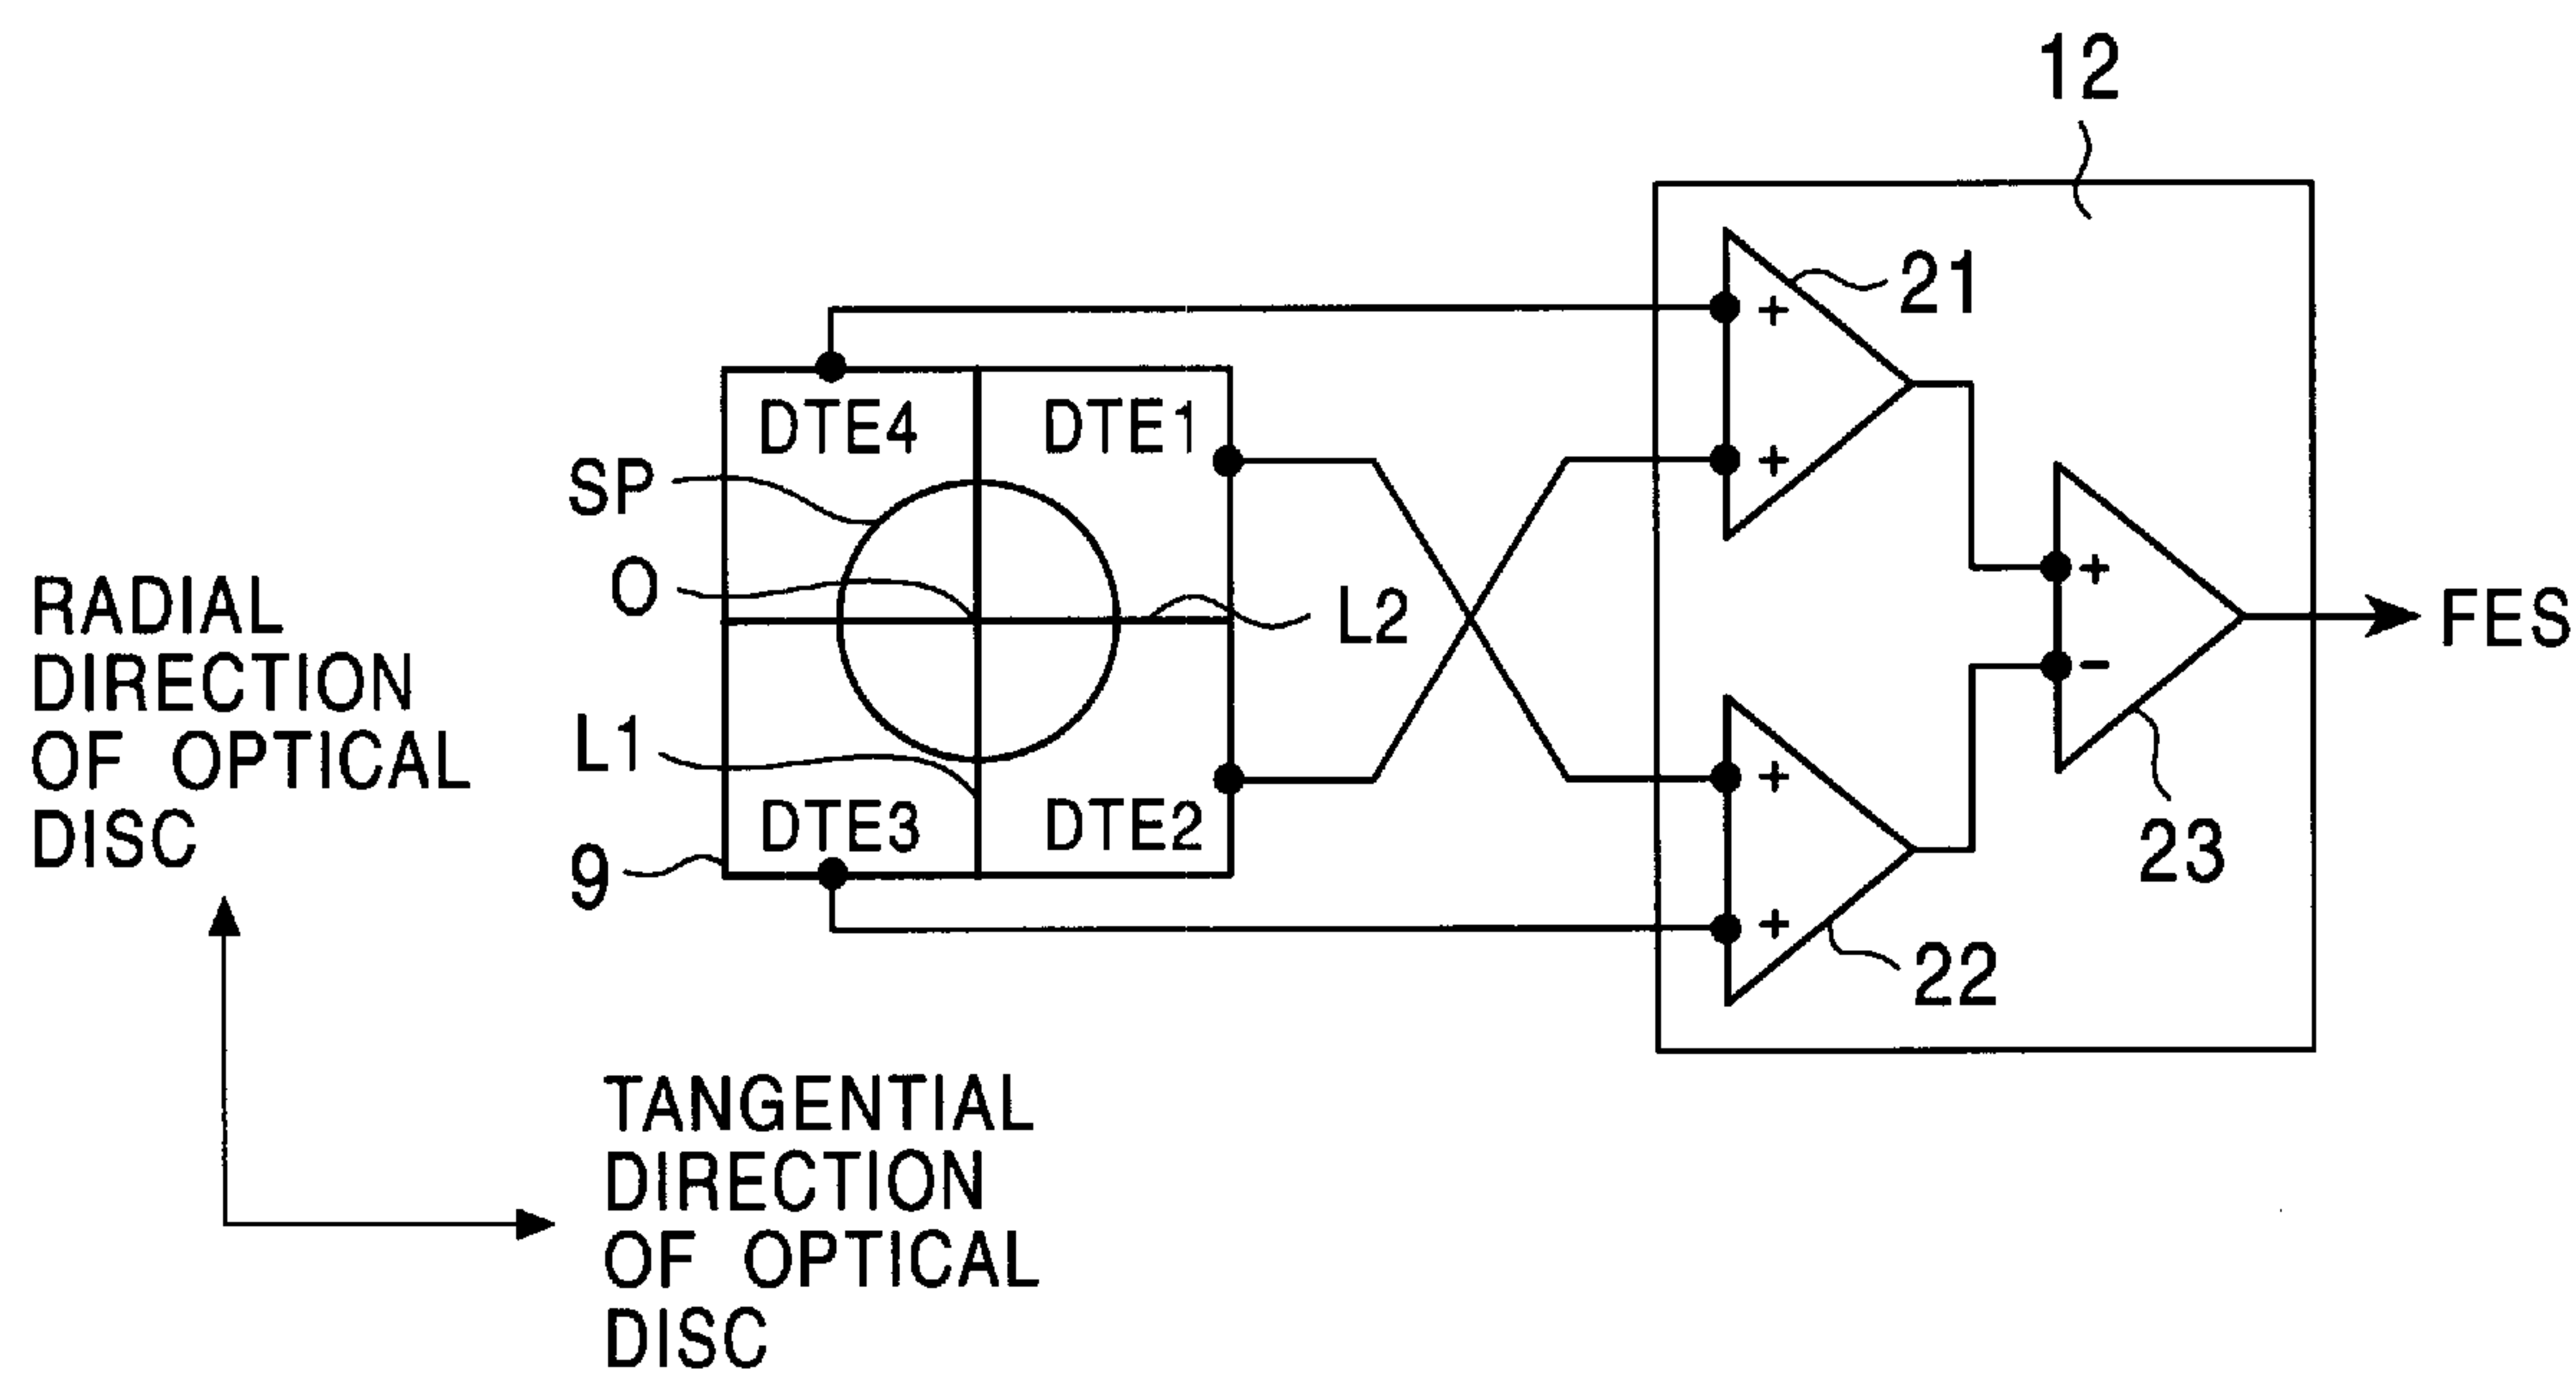 12
21
+
+
DTE4
DTE1
SP
O
L2
+
-
FES
RADIAL
DIRECTION
OF OPTICAL
DISC
L1
DTE3
DTE2
9
+
+
22
23
TANGENTIAL
DIRECTION
OF OPTICAL
DISC